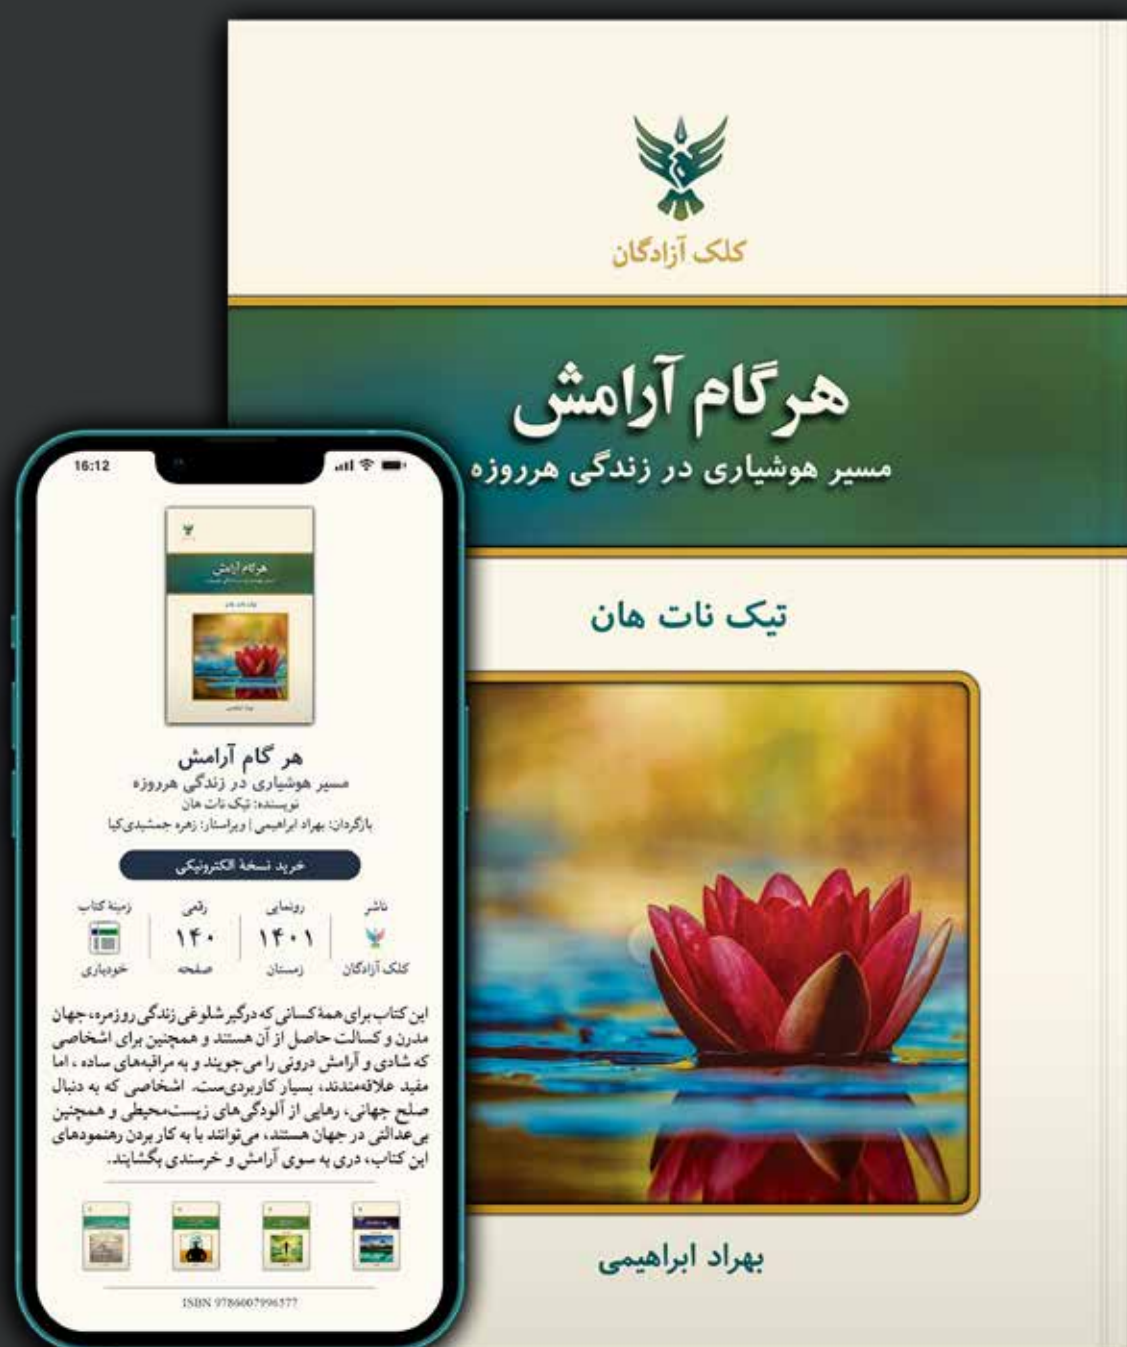 کلک آزادگان
هر گام آرامش
مسیر هوشیاری در زندگی هرروزه
تیک نات هان
بهراد ابراهیمی
16:12
هر گام آرامش
هر گام آرامش
مسیر هوشیاری در زندگی هرروزه
نویسنده: تیک نات هان
بازگردان: بهراد ابراهیمی | ویراستار: زهره جمشیدی‌کیا
خرید نسخهٔ الکترونیکی
ناشر رونمایی رقعی زمینهٔ کتاب
۱۴۰۱ ۱۴۰
کلک آزادگان زمستان صفحه خودیاری
این کتاب برای همهٔ کسانی که درگیر شلوغی زندگی روزمره، جهان
مدرن و کسالت حاصل از آن هستند و همچنین برای اشخاصی
که شادی و آرامش درونی را می‌جویند و به مراقبه‌های ساده ، اما
مفید علاقه‌مندند، بسیار کاربردی‌ست. اشخاصی که به دنبال
صلح جهانی، رهایی از آلودگی‌های زیست‌محیطی و همچنین
بی‌عدالتی در جهان هستند، می‌توانند با به کار بردن رهنمودهای
این کتاب، دری به سوی آرامش و خرسندی بگشایند.
ISBN 9786007996577